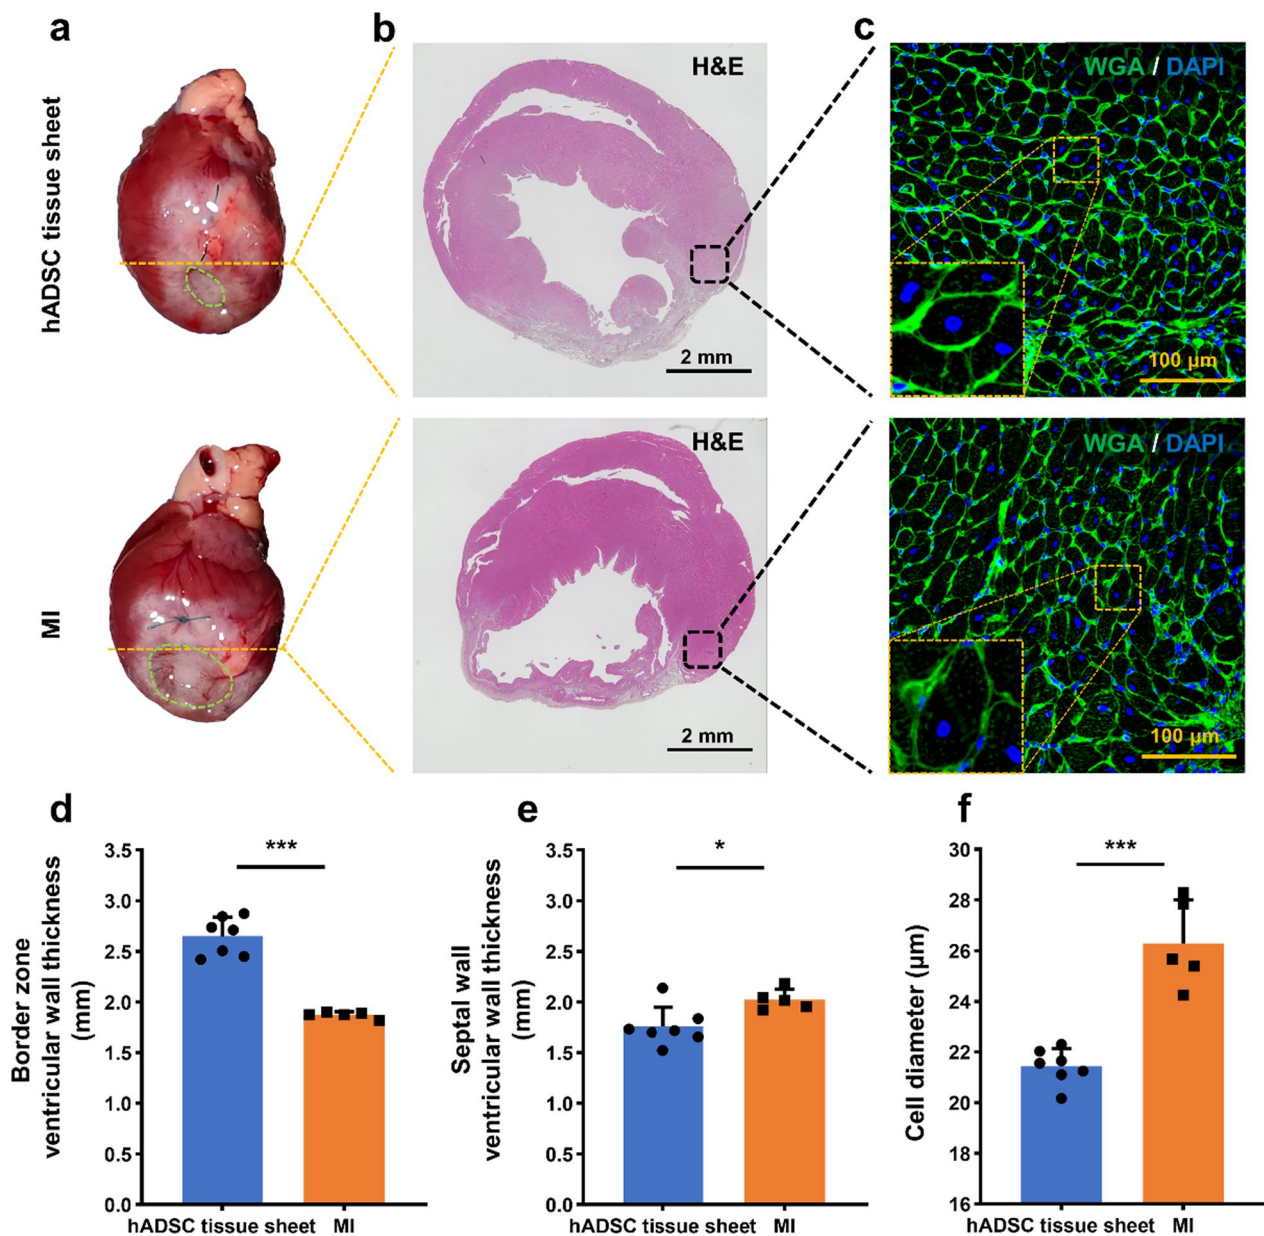 a
b
c
hADSC tissue sheet
H&E
2 mm
WGA / DAPI
100 μm
MI
H&E
2 mm
WGA / DAPI
100 μm
d
Border zone
ventricular wall thickness
(mm)
3.5
3.0
2.5
2.0
1.5
1.0
0.5
0.0
***
hADSC tissue sheet
MI
e
Septal wall
ventricular wall thickness
(mm)
3.5
3.0
2.5
2.0
1.5
1.0
0.5
0.0
*
hADSC tissue sheet
MI
f
Cell diameter (μm)
30
28
26
24
22
20
18
16
***
hADSC tissue sheet
MI